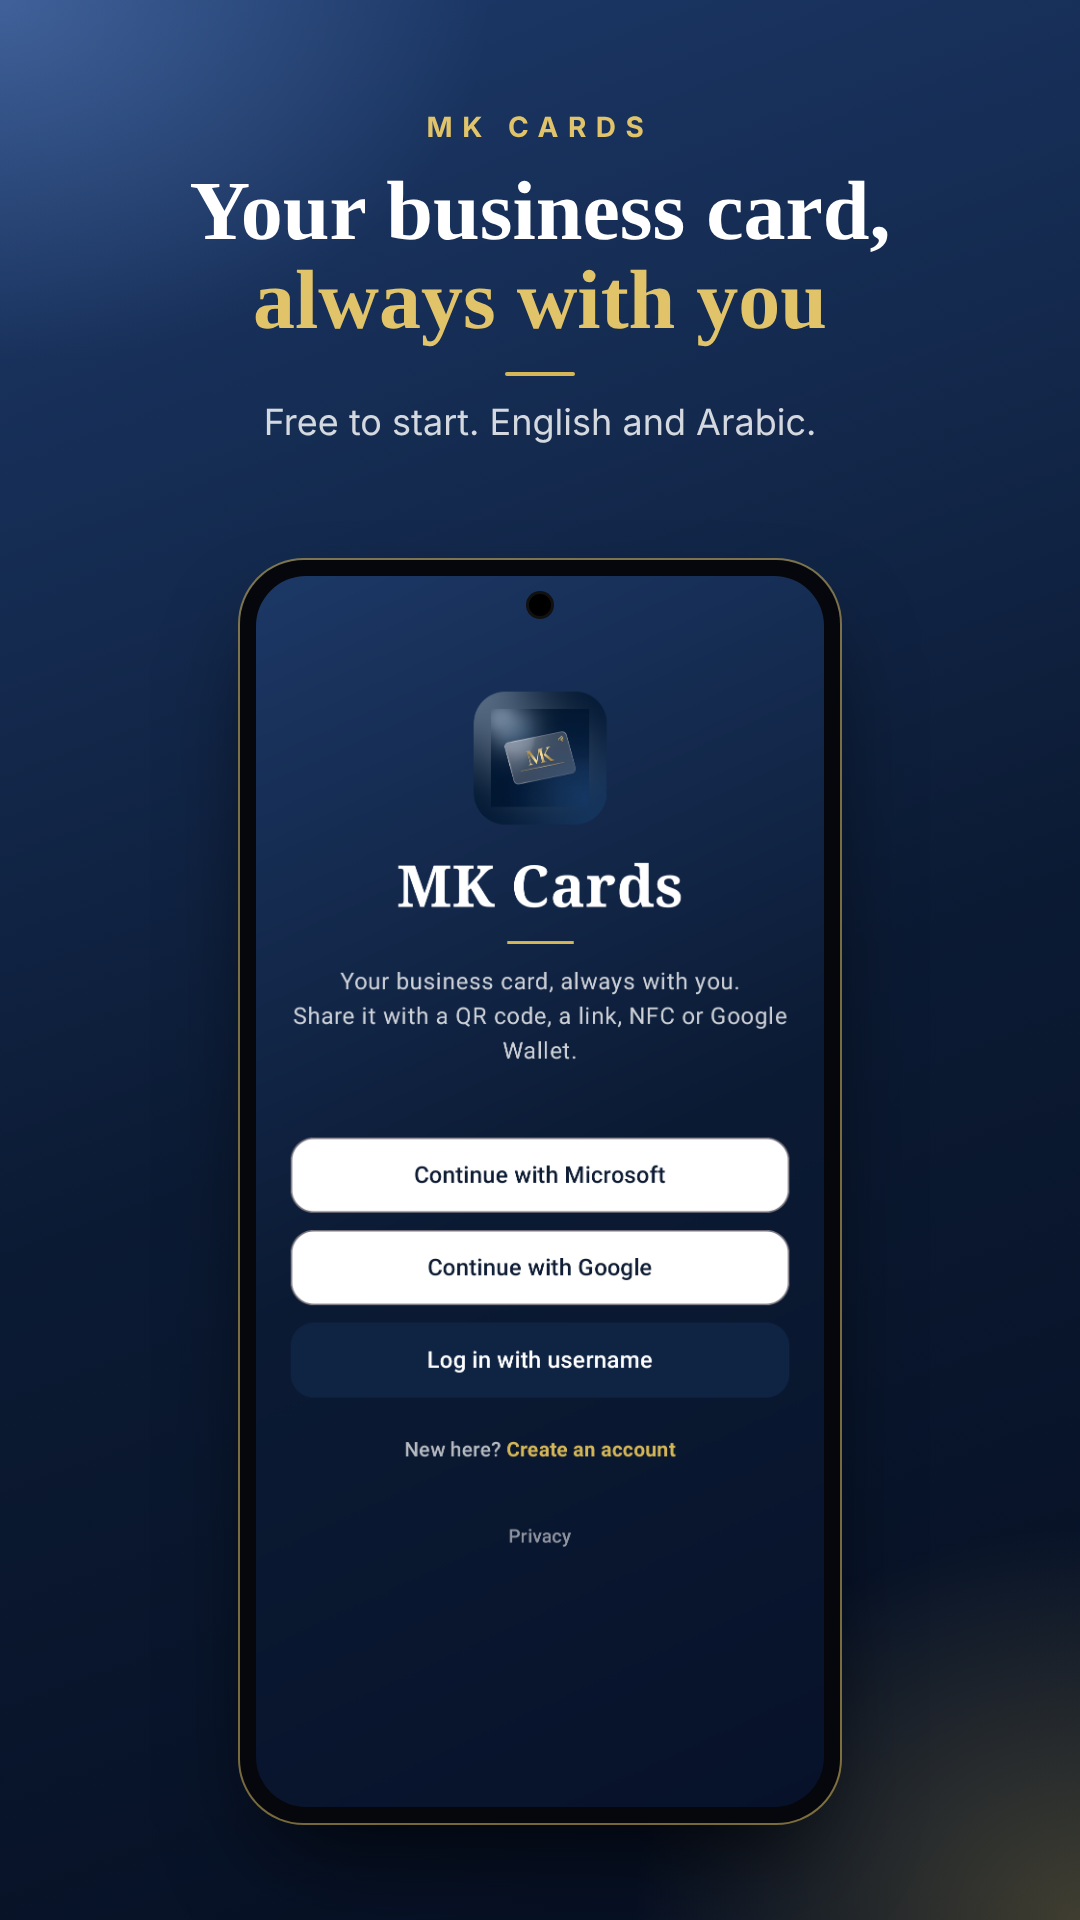 MK CARDS
Your business card,
always with you
Free to start. English and Arabic.
MK
MK Cards
Your business card, always with you.
Share it with a QR code, a link, NFC or Google
Wallet.
Continue with Microsoft
Continue with Google
Log in with username
New here? Create an account
Privacy